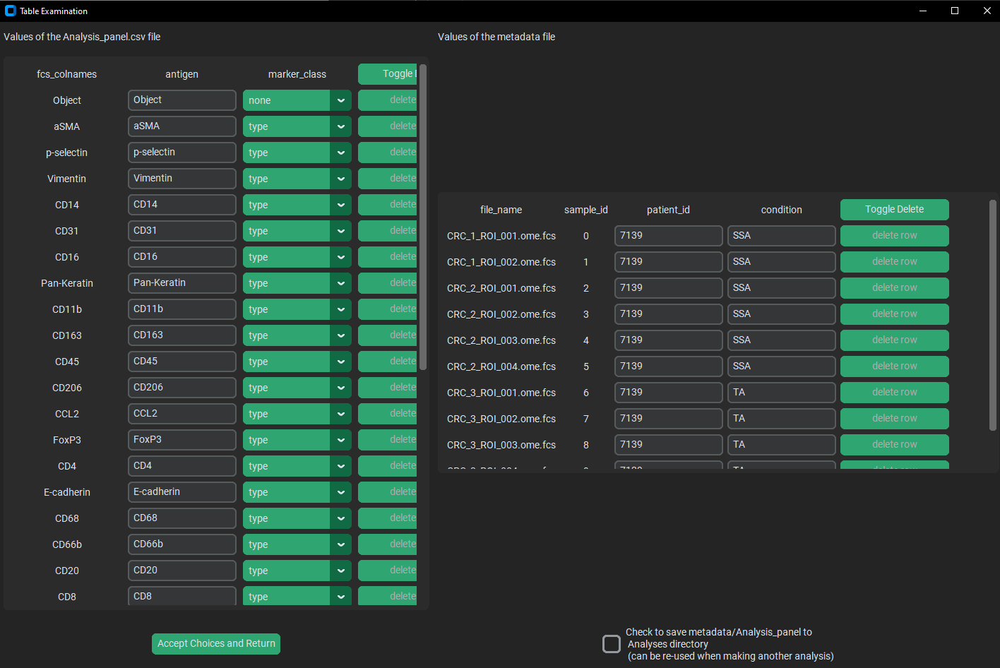 Table Examination
Values of the Analysis_panel.csv file
fcs_colnames antigen marker_class Toggle
Object Object none delete
aSMA aSMA type delete
p-selectin p-selectin type delete
Vimentin Vimentin type delete
CD14 CD14 type delete
CD31 CD31 type delete
CD16 CD16 type delete
Pan-Keratin Pan-Keratin type delete
CD11b CD11b type delete
CD163 CD163 type delete
CD45 CD45 type delete
CD206 CD206 type delete
CCL2 CCL2 type delete
FoxP3 FoxP3 type delete
CD4 CD4 type delete
E-cadherin E-cadherin type delete
CD68 CD68 type delete
CD66b CD66b type delete
CD20 CD20 type delete
CD8 CD8 type delete
Accept Choices and Return
Values of the metadata file
file_name sample_id patient_id condition Toggle Delete
CRC_1_ROI_001.ome.fcs 0 7139 SSA delete row
CRC_1_ROI_002.ome.fcs 1 7139 SSA delete row
CRC_2_ROI_001.ome.fcs 2 7139 SSA delete row
CRC_2_ROI_002.ome.fcs 3 7139 SSA delete row
CRC_2_ROI_003.ome.fcs 4 7139 SSA delete row
CRC_2_ROI_004.ome.fcs 5 7139 SSA delete row
CRC_3_ROI_001.ome.fcs 6 7139 TA delete row
CRC_3_ROI_002.ome.fcs 7 7139 TA delete row
CRC_3_ROI_003.ome.fcs 8 7139 TA delete row
Check to save metadata/Analysis_panel to
Analyses directory
(can be re-used when making another analysis)